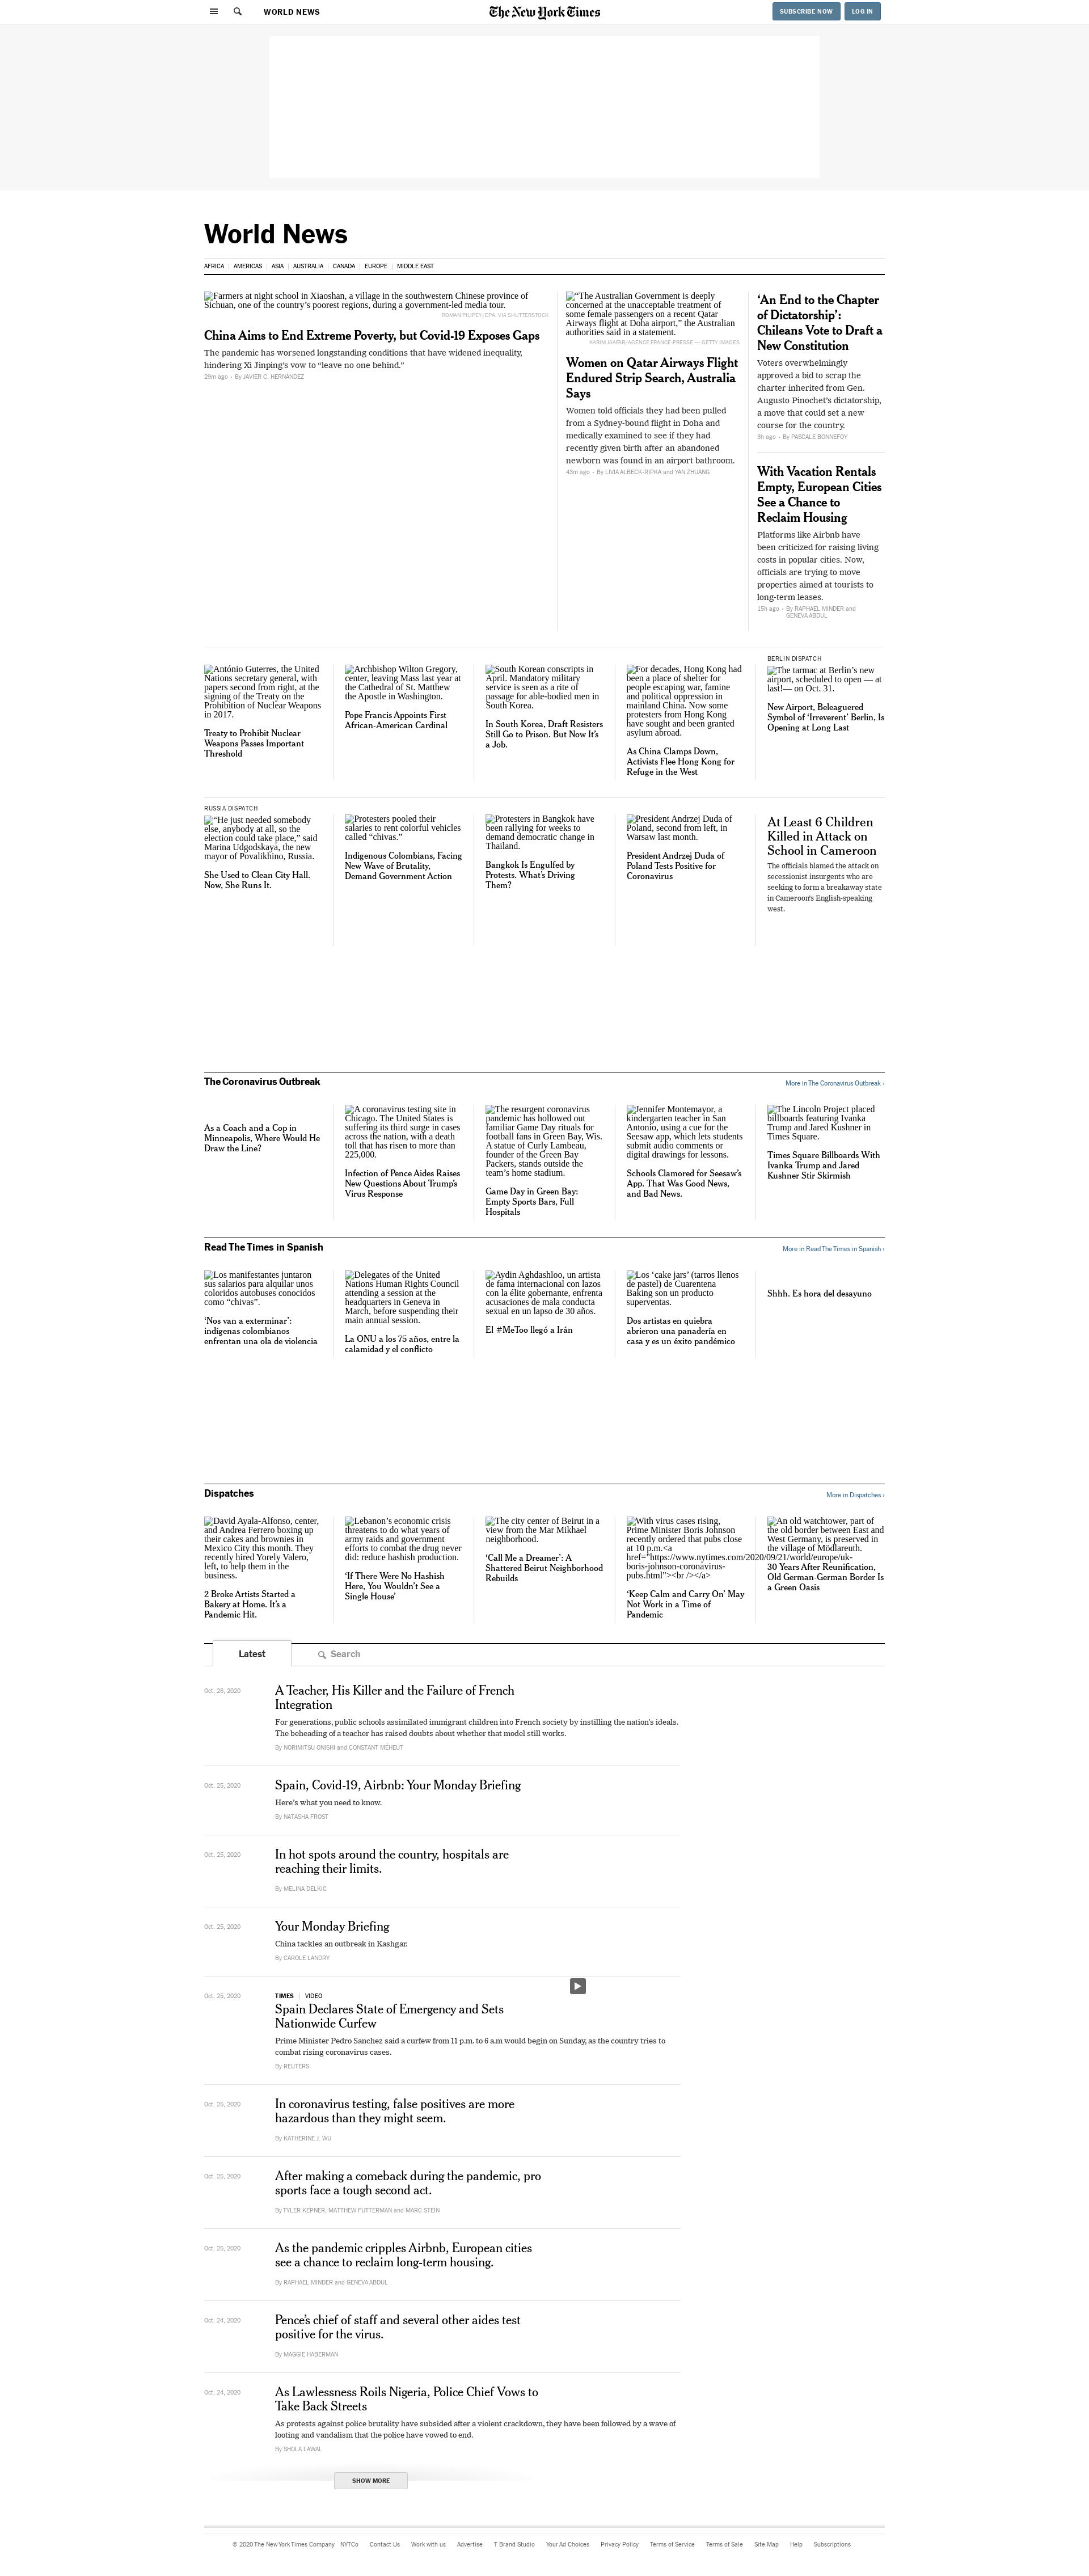 WORLD NEWS
The New York Times
SUBSCRIBE NOW
LOG IN
World News
AFRICA | AMERICAS | ASIA | AUSTRALIA | CANADA | EUROPE | MIDDLE EAST
Farmers at night school in Xiaoshan, a village in the southwestern Chinese province of
Sichuan, one of the country's poorest regions, during a government-led media tour.
ROMAN PILIPEY/EPA, VIA SHUTTERSTOCK
China Aims to End Extreme Poverty, but Covid-19 Exposes Gaps
The pandemic has worsened longstanding conditions that have widened inequality,
hindering Xi Jinping's vow to “leave no one behind.”
29m ago • By JAVIER C. HERNÁNDEZ
“The Australian Government is deeply
concerned at the unacceptable treatment of
some female passengers on a recent Qatar
Airways flight at Doha airport,” the Australian
authorities said in a statement.
KARIM JAAFAR/AGENCE FRANCE-PRESSE — GETTY IMAGES
Women on Qatar Airways Flight
Endured Strip Search, Australia
Says
Women told officials they had been pulled
from a Sydney-bound flight in Doha and
medically examined to see if they had
recently given birth after an abandoned
newborn was found in an airport bathroom.
43m ago • By LIVIA ALBECK-RIPKA and YAN ZHUANG
‘An End to the Chapter
of Dictatorship’:
Chileans Vote to Draft a
New Constitution
Voters overwhelmingly
approved a bid to scrap the
charter inherited from Gen.
Augusto Pinochet's dictatorship,
a move that could set a new
course for the country.
3h ago • By PASCALE BONNEFOY
With Vacation Rentals
Empty, European Cities
See a Chance to
Reclaim Housing
Platforms like Airbnb have
been criticized for raising living
costs in popular cities. Now,
officials are trying to move
properties aimed at tourists to
long-term leases.
15h ago • By RAPHAEL MINDER and
GENEVA ABDUL
António Guterres, the United
Nations secretary general, with
papers second from right, at the
signing of the Treaty on the
Prohibition of Nuclear Weapons
in 2017.
Treaty to Prohibit Nuclear
Weapons Passes Important
Threshold
Archbishop Wilton Gregory,
center, leaving Mass last year at
the Cathedral of St. Matthew
the Apostle in Washington.
Pope Francis Appoints First
African-American Cardinal
South Korean conscripts in
April. Mandatory military
service is seen as a rite of
passage for able-bodied men in
South Korea.
In South Korea, Draft Resisters
Still Go to Prison. But Now It's
a Job.
For decades, Hong Kong had
been a place of shelter for
people escaping war, famine
and political oppression in
mainland China. Now some
protesters from Hong Kong
have sought and been granted
asylum abroad.
As China Clamps Down,
Activists Flee Hong Kong for
Refuge in the West
BERLIN DISPATCH
The tarmac at Berlin's new
airport, scheduled to open — at
last!— on Oct. 31.
New Airport, Beleaguered
Symbol of ‘Irreverent’ Berlin, Is
Opening at Long Last
RUSSIA DISPATCH
“He just needed somebody
else, anybody at all, so the
election could take place,” said
Marina Udgodskaya, the new
mayor of Povalikhino, Russia.
She Used to Clean City Hall.
Now, She Runs It.
Protesters pooled their
salaries to rent colorful vehicles
called “chivas.”
Indigenous Colombians, Facing
New Wave of Brutality,
Demand Government Action
Protesters in Bangkok have
been rallying for weeks to
demand democratic change in
Thailand.
Bangkok Is Engulfed by
Protests. What's Driving
Them?
President Andrzej Duda of
Poland, second from left, in
Warsaw last month.
President Andrzej Duda of
Poland Tests Positive for
Coronavirus
At Least 6 Children
Killed in Attack on
School in Cameroon
The officials blamed the attack on
secessionist insurgents who are
seeking to form a breakaway state
in Cameroon's English-speaking
west.
The Coronavirus Outbreak
More in The Coronavirus Outbreak ›
As a Coach and a Cop in
Minneapolis, Where Would He
Draw the Line?
A coronavirus testing site in
Chicago. The United States is
suffering its third surge in cases
across the nation, with a death
toll that has risen to more than
225,000.
Infection of Pence Aides Raises
New Questions About Trump's
Virus Response
The resurgent coronavirus
pandemic has hollowed out
familiar Game Day rituals for
football fans in Green Bay, Wis.
A statue of Curly Lambeau,
founder of the Green Bay
Packers, stands outside the
team's home stadium.
Game Day in Green Bay:
Empty Sports Bars, Full
Hospitals
Jennifer Montemayor, a
kindergarten teacher in San
Antonio, using a cue for the
Seesaw app, which lets students
submit audio comments or
digital drawings for lessons.
Schools Clamored for Seesaw's
App. That Was Good News,
and Bad News.
The Lincoln Project placed
billboards featuring Ivanka
Trump and Jared Kushner in
Times Square.
Times Square Billboards With
Ivanka Trump and Jared
Kushner Stir Skirmish
Read The Times in Spanish
More in Read The Times in Spanish ›
Los manifestantes juntaron
sus salarios para alquilar unos
coloridos autobuses conocidos
como “chivas”.
‘Nos van a exterminar’:
indígenas colombianos
enfrentan una ola de violencia
Delegates of the United
Nations Human Rights Council
attending a session at the
headquarters in Geneva in
March, before suspending their
main annual session.
La ONU a los 75 años, entre la
calamidad y el conflicto
Aydin Aghdashloo, un artista
de fama internacional con lazos
con la élite gobernante, enfrenta
acusaciones de mala conducta
sexual en un lapso de 30 años.
El #MeToo llegó a Irán
Los ‘cake jars’ (tarros llenos
de pastel) de Cuarentena
Baking son un producto
superventas.
Dos artistas en quiebra
abrieron una panadería en
casa y es un éxito pandémico
Shhh. Es hora del desayuno
Dispatches
More in Dispatches ›
David Ayala-Alfonso, center,
and Andrea Ferrero boxing up
their cakes and brownies in
Mexico City this month. They
recently hired Yorely Valero,
left, to help them in the
business.
2 Broke Artists Started a
Bakery at Home. It's a
Pandemic Hit.
Lebanon's economic crisis
threatens to do what years of
army raids and government
efforts to combat the drug never
did: reduce hashish production.
‘If There Were No Hashish
Here, You Wouldn't See a
Single House’
The city center of Beirut in a
view from the Mar Mikhael
neighborhood.
‘Call Me a Dreamer’: A
Shattered Beirut Neighborhood
Rebuilds
With virus cases rising,
Prime Minister Boris Johnson
recently ordered that pubs close
at 10 p.m.<a
href="https://www.nytimes.com/2020/09/21/world/europe/uk-
boris-johnson-coronavirus-
pubs.html"><br /></a>
‘Keep Calm and Carry On’ May
Not Work in a Time of
Pandemic
An old watchtower, part of
the old border between East and
West Germany, is preserved in
the village of Mödlareuth.
30 Years After Reunification,
Old German-German Border Is
a Green Oasis
Latest
Search
Oct. 26, 2020
A Teacher, His Killer and the Failure of French
Integration
For generations, public schools assimilated immigrant children into French society by instilling the nation's ideals.
The beheading of a teacher has raised doubts about whether that model still works.
By NORIMITSU ONISHI and CONSTANT MÉHEUT
Oct. 25, 2020
Spain, Covid-19, Airbnb: Your Monday Briefing
Here's what you need to know.
By NATASHA FROST
Oct. 25, 2020
In hot spots around the country, hospitals are
reaching their limits.
By MELINA DELKIC
Oct. 25, 2020
Your Monday Briefing
China tackles an outbreak in Kashgar.
By CAROLE LANDRY
Oct. 25, 2020
TIMES | VIDEO
Spain Declares State of Emergency and Sets
Nationwide Curfew
Prime Minister Pedro Sanchez said a curfew from 11 p.m. to 6 a.m would begin on Sunday, as the country tries to
combat rising coronavirus cases.
By REUTERS
Oct. 25, 2020
In coronavirus testing, false positives are more
hazardous than they might seem.
By KATHERINE J. WU
Oct. 25, 2020
After making a comeback during the pandemic, pro
sports face a tough second act.
By TYLER KEPNER, MATTHEW FUTTERMAN and MARC STEIN
Oct. 25, 2020
As the pandemic cripples Airbnb, European cities
see a chance to reclaim long-term housing.
By RAPHAEL MINDER and GENEVA ABDUL
Oct. 24, 2020
Pence's chief of staff and several other aides test
positive for the virus.
By MAGGIE HABERMAN
Oct. 24, 2020
As Lawlessness Roils Nigeria, Police Chief Vows to
Take Back Streets
As protests against police brutality have subsided after a violent crackdown, they have been followed by a wave of
looting and vandalism that the police have vowed to end.
By SHOLA LAWAL
SHOW MORE
© 2020 The New York Times Company NYTCo Contact Us Work with us Advertise T Brand Studio Your Ad Choices Privacy Policy Terms of Service Terms of Sale Site Map Help Subscriptions